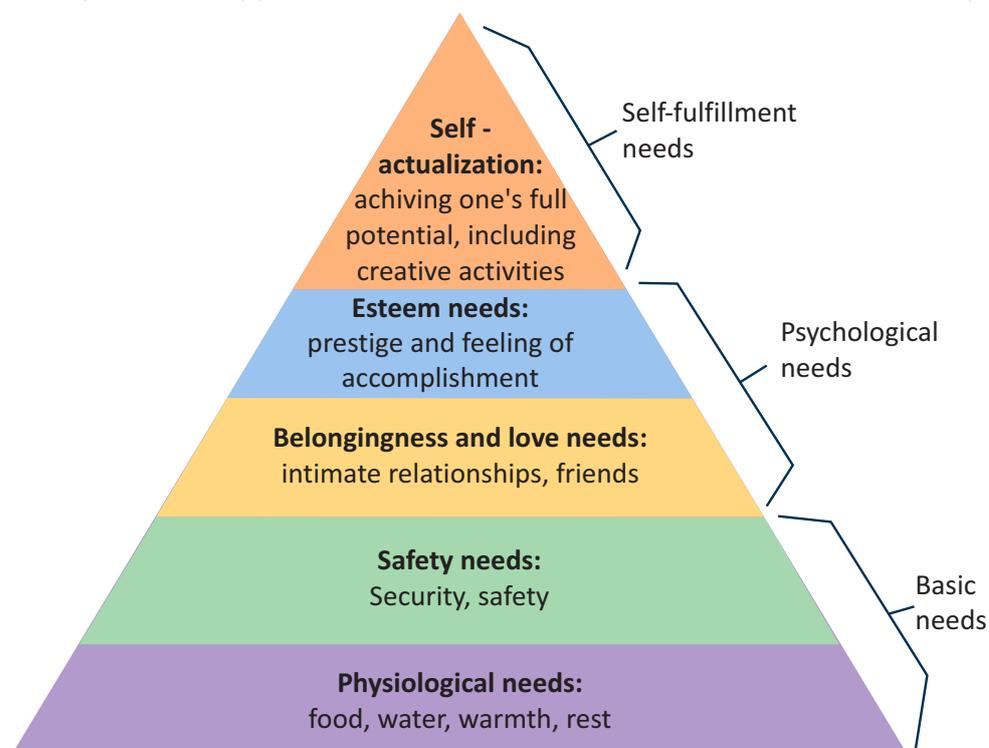 Self -
actualization:
achiving one's full
potential, including
creative activities
Self-fulfillment
needs
Esteem needs:
prestige and feeling of
accomplishment
Psychological
needs
Belongingness and love needs:
intimate relationships, friends
Safety needs:
Security, safety
Basic
needs
Physiological needs:
food, water, warmth, rest